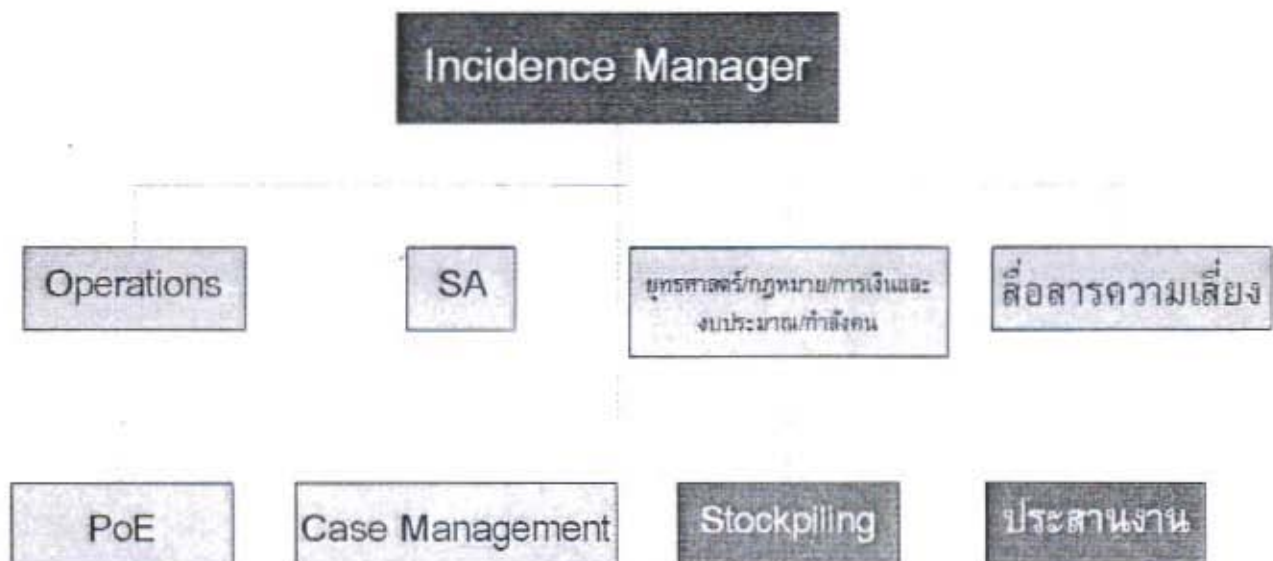 Incidence Manager
Operations
SA
ยุทธศาสตร์/กฎหมาย/การเงินและ
งบประมาณ/กำลังคน
สื่อสารความเสี่ยง
PoE
Case Management
Stockpiling
ประสานงาน